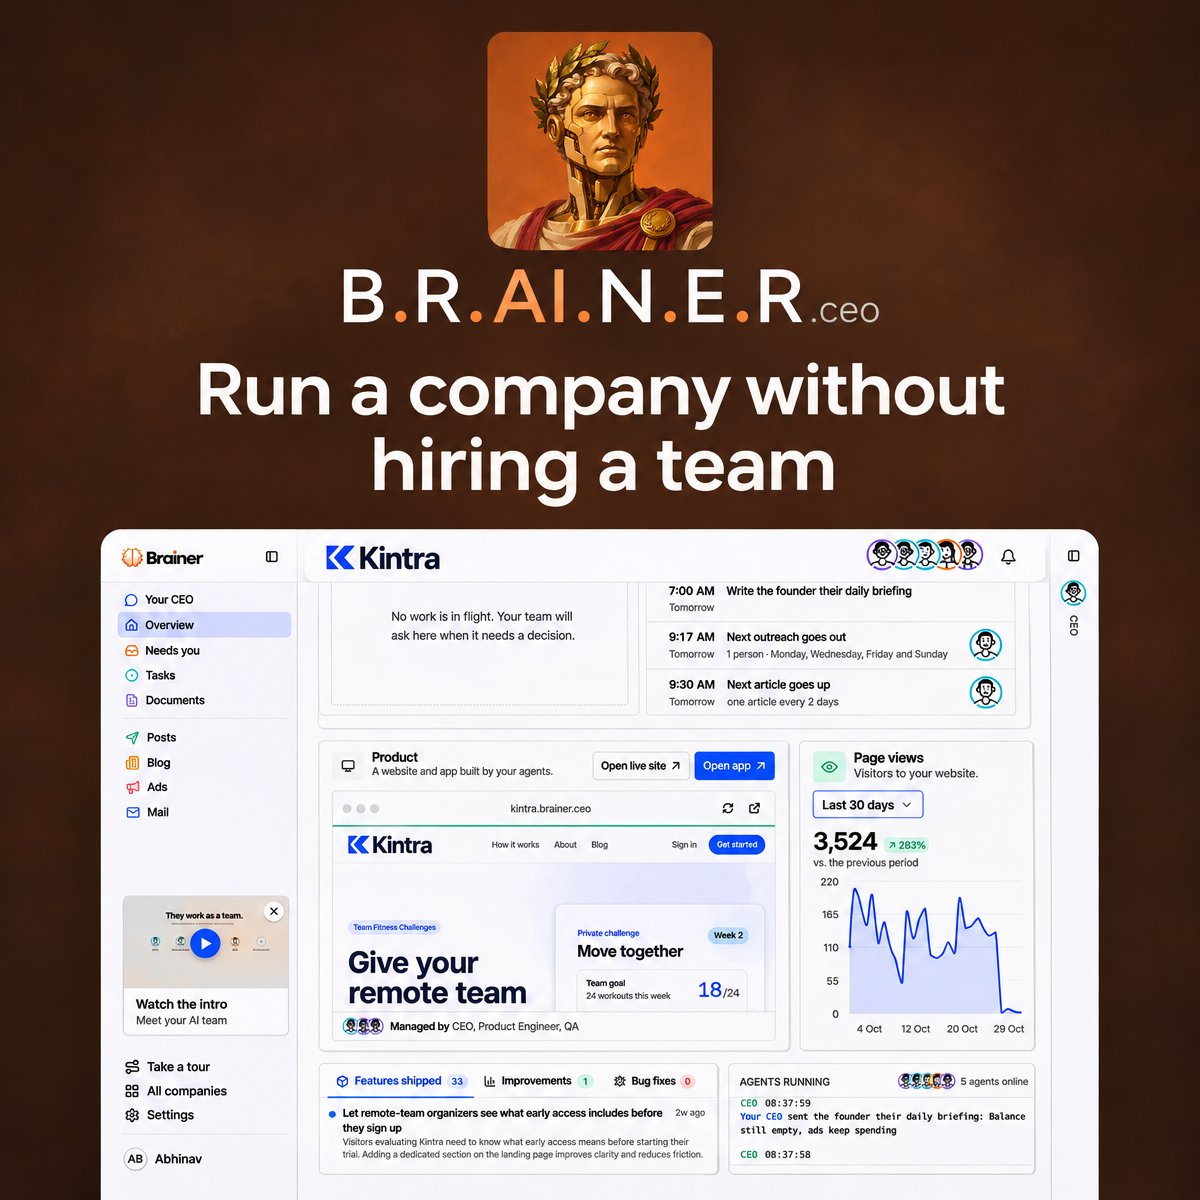 B.R.AI.N.E.R.ceo
Run a company without
hiring a team
Brainer
Your CEO
Overview
Needs you
Tasks
Documents
Posts
Blog
Ads
Mail
They work as a team.
Watch the intro
Meet your AI team
Take a tour
All companies
Settings
AB
Abhinav
Kintra
No work is in flight. Your team will
ask here when it needs a decision.
7:00 AM Write the founder their daily briefing
Tomorrow
9:17 AM Next outreach goes out
Tomorrow 1 person · Monday, Wednesday, Friday and Sunday
9:30 AM Next article goes up
Tomorrow one article every 2 days
CEO
Product
A website and app built by your agents.
Open live site
Open app
kintra.brainer.ceo
Kintra
How it works About Blog Sign in Get started
Team Fitness Challenges
Give your
remote team
Private challenge
Move together
Week 2
Team goal
24 workouts this week
18/24
Managed by CEO, Product Engineer, QA
Page views
Visitors to your website.
Last 30 days
3,524 283%
vs. the previous period
220
165
110
55
0
4 Oct 12 Oct 20 Oct 29 Oct
Features shipped 33 Improvements 1 Bug fixes 0
Let remote-team organizers see what early access includes before
they sign up
2w ago
Visitors evaluating Kintra need to know what early access means before starting their
trial. Adding a dedicated section on the landing page improves clarity and reduces friction.
AGENTS RUNNING
5 agents online
CEO 08:37:59
Your CEO sent the founder their daily briefing: Balance
still empty, ads keep spending
CEO 08:37:58